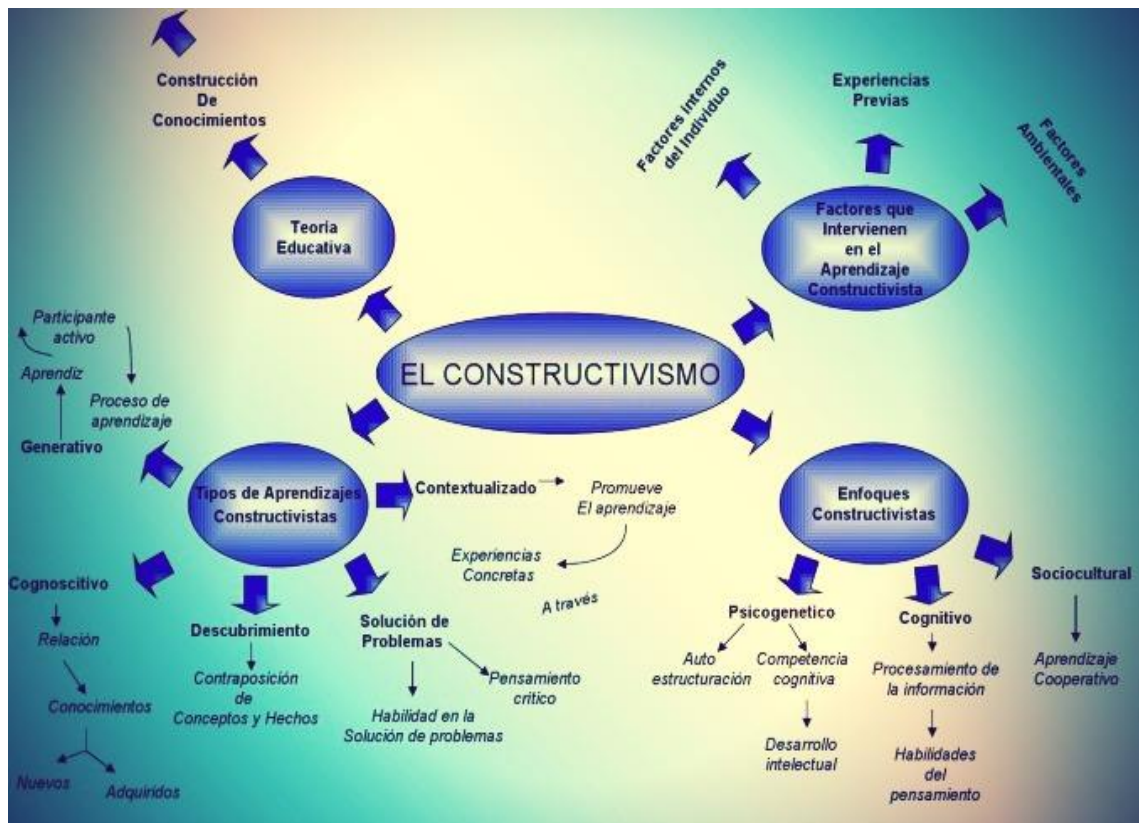 Construcción
De
Conocimientos
Teoría
Educativa
Factores internos
del Individuo
Experiencias
Previas
Factores
Ambientales
Factores que
Intervienen
en el
Aprendizaje
Constructivista
EL CONSTRUCTIVISMO
Participante
activo
Aprendiz
Proceso de
aprendizaje
Generativo
Tipos de Aprendizajes
Constructivistas
Contextualizado
Promueve
El aprendizaje
Experiencias
Concretas
A través
Cognoscitivo
Relación
Conocimientos
Nuevos
Adquiridos
Descubrimiento
Contraposición
de
Conceptos y Hechos
Solución de
Problemas
Pensamiento
crítico
Habilidad en la
Solución de problemas
Enfoques
Constructivistas
Psicogenetico
Auto
estructuración
Competencia
cognitiva
Desarrollo
intelectual
Cognitivo
Procesamiento de
la información
Habilidades
del
pensamiento
Sociocultural
Aprendizaje
Cooperativo